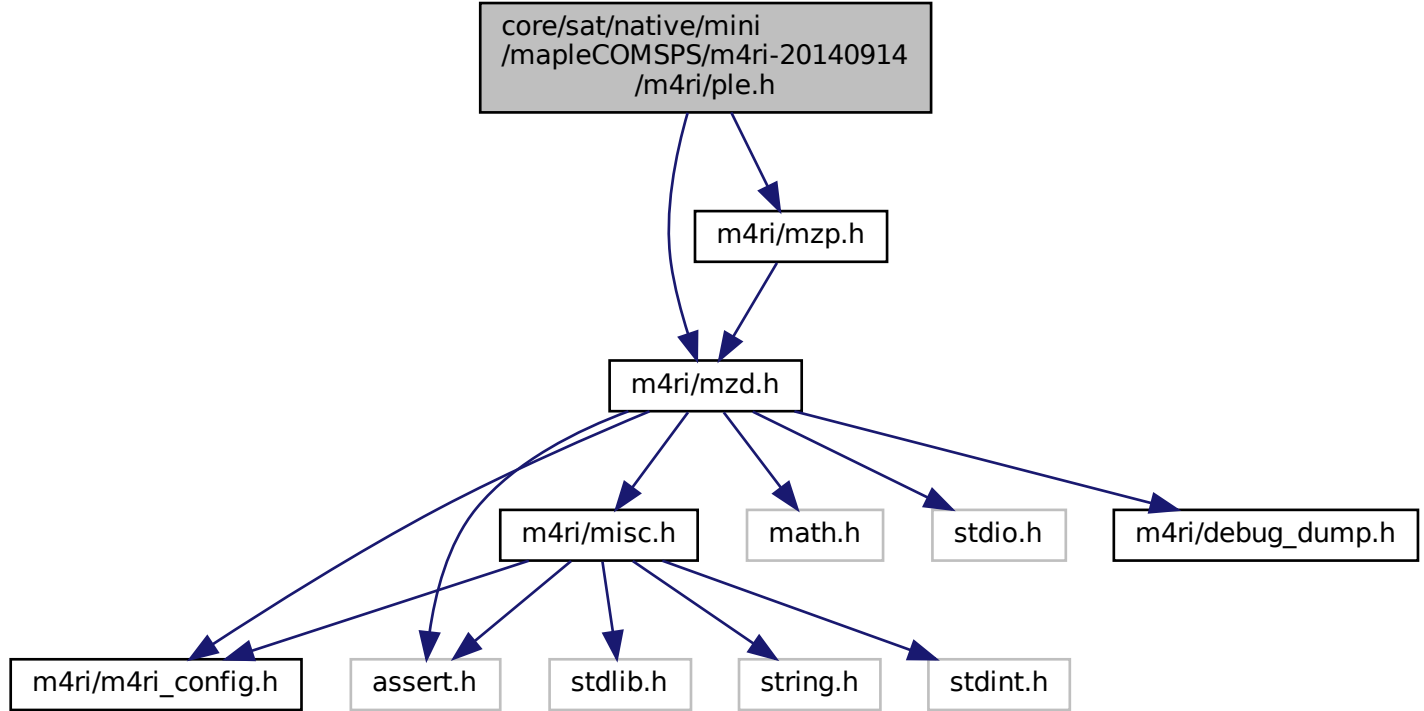 core/sat/native/mini
/mapleCOMSPS/m4ri-20140914
/m4ri/ple.h
m4ri/mzp.h
m4ri/mzd.h
m4ri/misc.h
math.h
stdio.h
m4ri/debug_dump.h
m4ri/m4ri_config.h
assert.h
stdlib.h
string.h
stdint.h